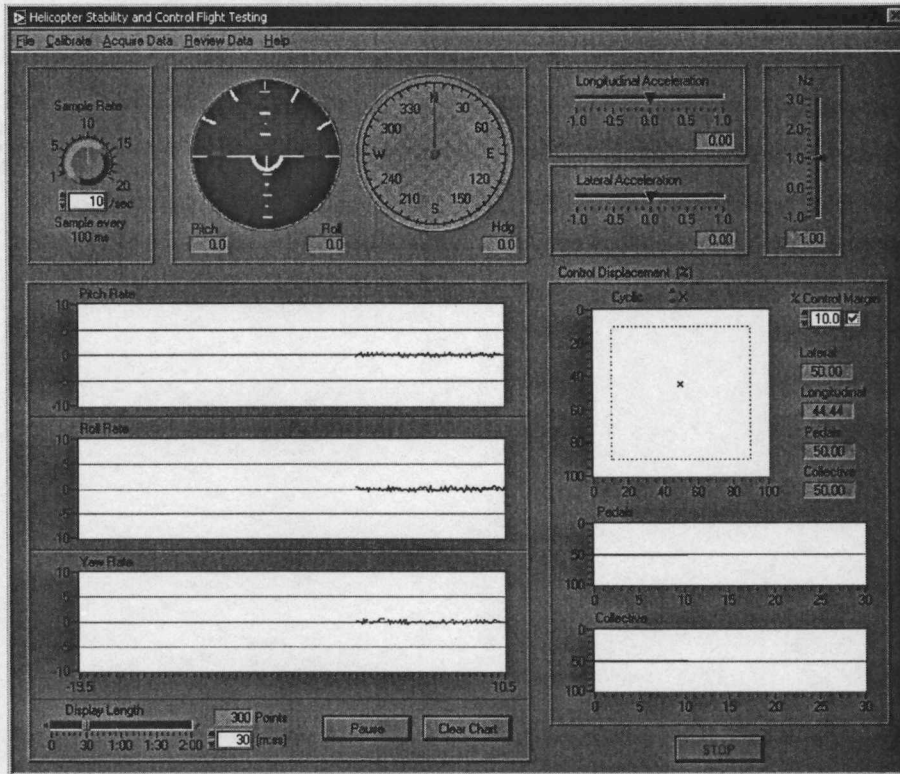 Helicopter Stability and Control Flight Testing
File Calibrate Acquire Data Review Data Help
Sample Rate
10
5 15
1 20
10 /sec
Sample every
100 ms
N
330 30
300 60
W E
240 120
210 150
S
Pitch Roll Hdg
0.0 0.0 0.0
Longitudinal Acceleration
-1.0 -0.5 0.0 0.5 1.0
0.00
Lateral Acceleration
-1.0 0.0 1.0
0.00
Nz
3.0
2.0
1.0
0.0
-1.0
1.00
Pitch Rate
10
5
0
-5
-10
Roll Rate
10
5
0
-5
-10
Yaw Rate
10
5
0
-5
-10
-19.5 10.5
Display Length
0 30 1:00 1:30 2:00
300 Points
30 (m:ss)
Pause
Clear Chart
Control Displacement (%)
Cyclic
0
20
40
60
80
100
0 20 40 60 80 100
% Control Margin
10.0
Lateral
50.00
Longitudinal
44.44
Pedals
50.00
Collective
50.00
Pedals
0
50
100
0 5 10 15 20 25 30
Collective
0
50
100
0 5 10 15 20 25 30
STOP